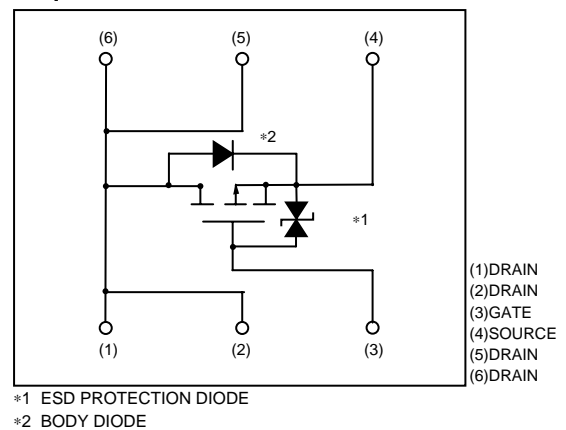 (6) (5) (4)
∗2
∗1
(1) (2) (3)
(1)DRAIN
(2)DRAIN
(3)GATE
(4)SOURCE
(5)DRAIN
(6)DRAIN
∗1 ESD PROTECTION DIODE
∗2 BODY DIODE